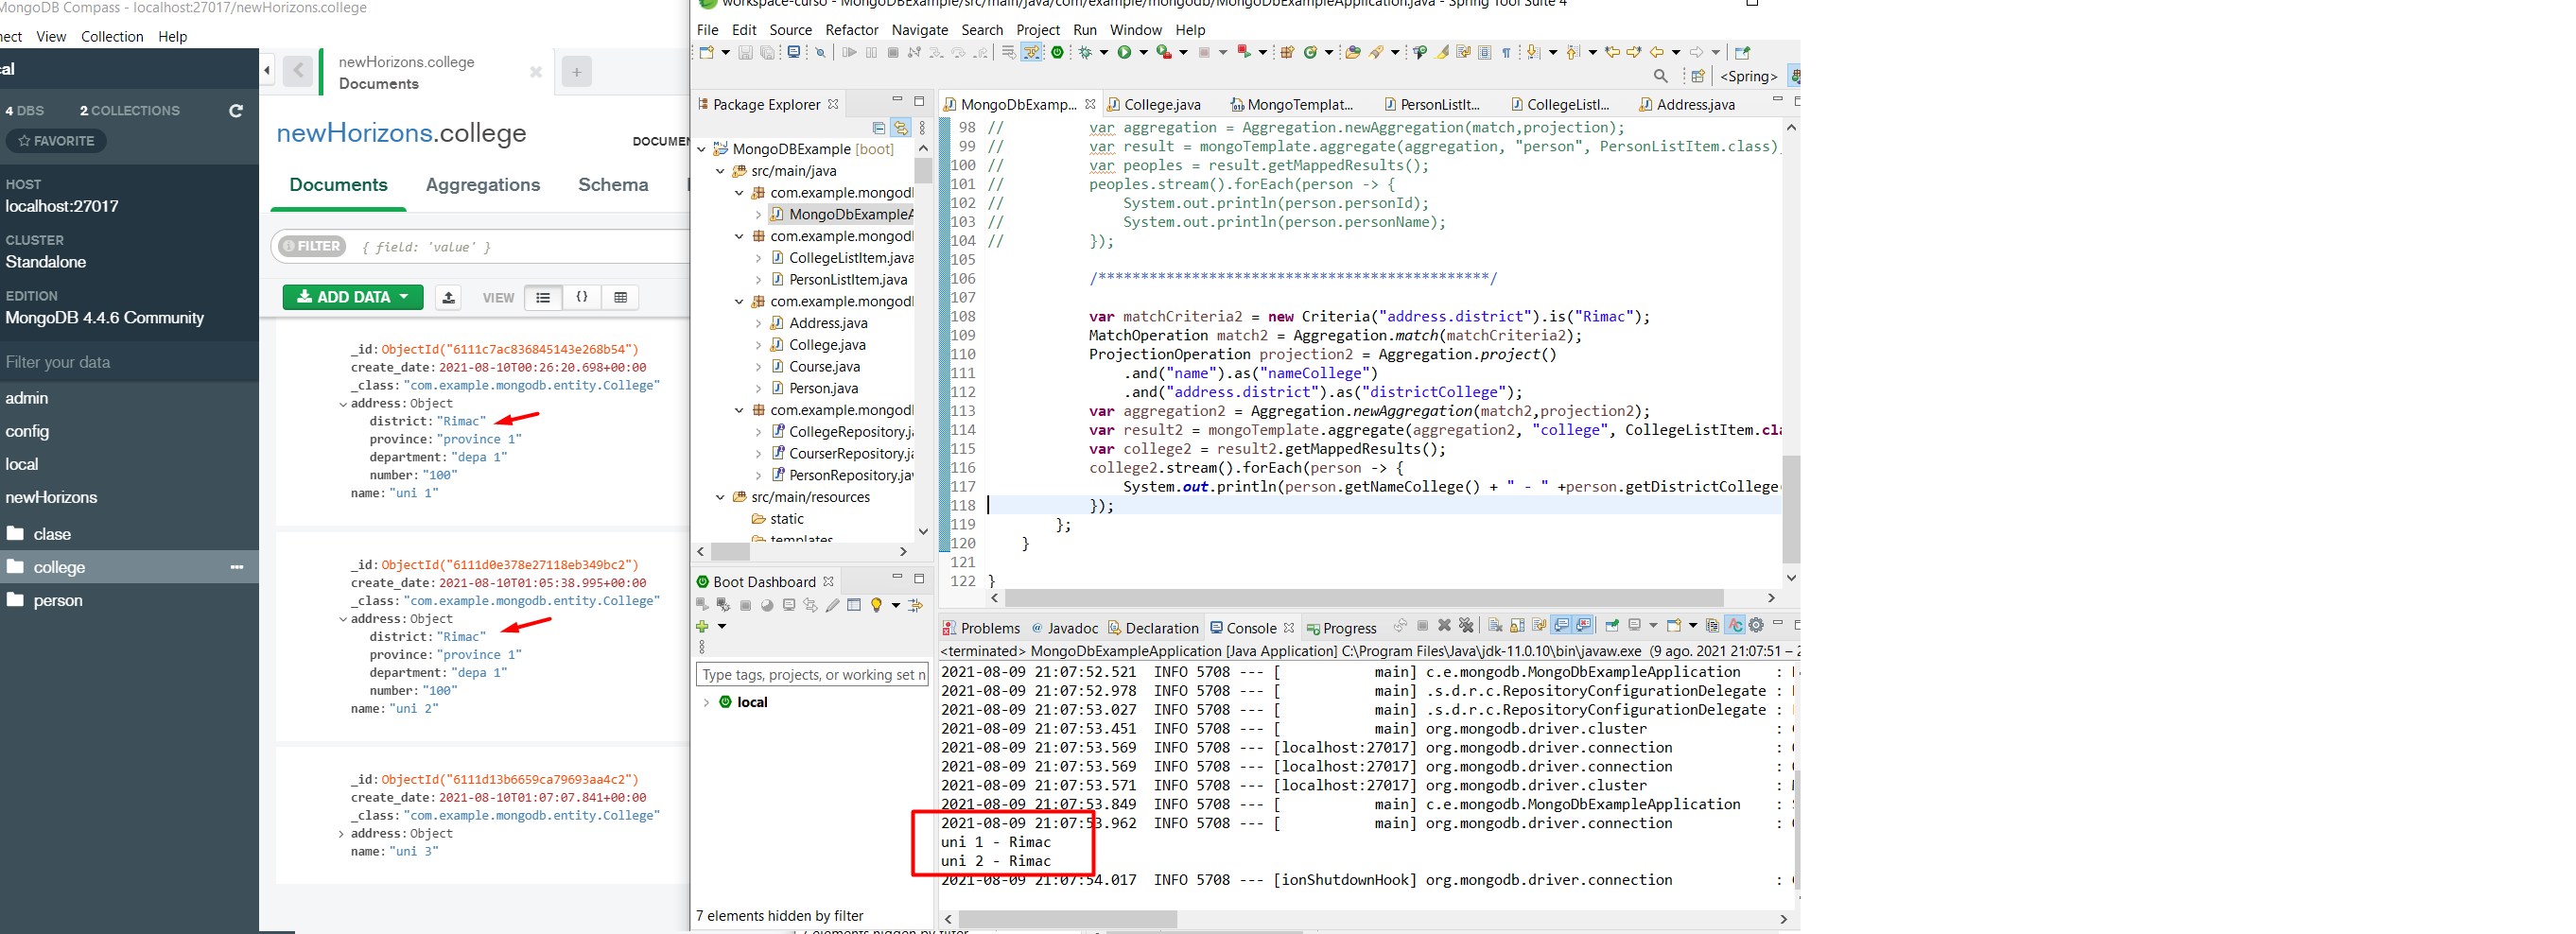 MongoDB Compass - localhost:27017/newHorizons.college
View Collection Help
4 DBS 2 COLLECTIONS
FAVORITE
HOST
localhost:27017
CLUSTER
Standalone
EDITION
MongoDB 4.4.6 Community
Filter your data
admin
config
local
newHorizons
clase
college
person
newHorizons.college
Documents
newHorizons.college
Documents Aggregations Schema
FILTER { field: 'value' }
ADD DATA VIEW
_id: ObjectId("6111c7ac836845143e268b54")
create_date: 2021-08-10T00:26:20.698+00:00
_class: "com.example.mongodb.entity.College"
address: Object
district: "Rimac"
province: "province 1"
department: "depa 1"
number: "100"
name: "uni 1"
_id: ObjectId("6111d0e378e27118eb349bc2")
create_date: 2021-08-10T01:05:38.995+00:00
_class: "com.example.mongodb.entity.College"
address: Object
district: "Rimac"
province: "province 1"
department: "depa 1"
number: "100"
name: "uni 2"
_id: ObjectId("6111d13b6659ca79693aa4c2")
create_date: 2021-08-10T01:07:07.841+00:00
_class: "com.example.mongodb.entity.College"
address: Object
name: "uni 3"
workspace-curso - MongoDBExample/src/main/java/com/example/mongodb/MongoDbExampleApplication.java - Spring Tool Suite 4
File Edit Source Refactor Navigate Search Project Run Window Help
<Spring>
Package Explorer
MongoDBExample [boot]
src/main/java
com.example.mongod
MongoDbExampleA
com.example.mongod
CollegeListItem.java
PersonListItem.java
com.example.mongod
Address.java
College.java
Course.java
Person.java
com.example.mongod
CollegeRepository.ja
CourserRepository.ja
PersonRepository.jav
src/main/resources
static
templates
Boot Dashboard
Type tags, projects, or working set n
local
7 elements hidden by filter
MongoDbExamp... College.java MongoTemplat... PersonListIt... CollegeListI... Address.java
98 // var aggregation = Aggregation.newAggregation(match,projection);
99 // var result = mongoTemplate.aggregate(aggregation, "person", PersonListItem.class)
100 // var peoples = result.getMappedResults();
101 // peoples.stream().forEach(person -> {
102 // System.out.println(person.personId);
103 // System.out.println(person.personName);
104 // });
105
106 /**********************************************/
107
108 var matchCriteria2 = new Criteria("address.district").is("Rimac");
109 MatchOperation match2 = Aggregation.match(matchCriteria2);
110 ProjectionOperation projection2 = Aggregation.project()
111 .and("name").as("nameCollege")
112 .and("address.district").as("districtCollege");
113 var aggregation2 = Aggregation.newAggregation(match2,projection2);
114 var result2 = mongoTemplate.aggregate(aggregation2, "college", CollegeListItem.cla
115 var college2 = result2.getMappedResults();
116 college2.stream().forEach(person -> {
117 System.out.println(person.getNameCollege() + " - " +person.getDistrictCollege
118 });
119 };
120 }
121
122 }
Problems Javadoc Declaration Console Progress
<terminated> MongoDbExampleApplication [Java Application] C:\Program Files\Java\jdk-11.0.10\bin\javaw.exe (9 ago. 2021 21:07:51 –
2021-08-09 21:07:52.521 INFO 5708 --- [ main] c.e.mongodb.MongoDbExampleApplication :
2021-08-09 21:07:52.978 INFO 5708 --- [ main] .s.d.r.c.RepositoryConfigurationDelegate :
2021-08-09 21:07:53.027 INFO 5708 --- [ main] .s.d.r.c.RepositoryConfigurationDelegate :
2021-08-09 21:07:53.451 INFO 5708 --- [ main] org.mongodb.driver.cluster :
2021-08-09 21:07:53.569 INFO 5708 --- [localhost:27017] org.mongodb.driver.connection :
2021-08-09 21:07:53.569 INFO 5708 --- [localhost:27017] org.mongodb.driver.connection :
2021-08-09 21:07:53.571 INFO 5708 --- [localhost:27017] org.mongodb.driver.cluster :
2021-08-09 21:07:53.849 INFO 5708 --- [ main] c.e.mongodb.MongoDbExampleApplication :
2021-08-09 21:07:53.962 INFO 5708 --- [ main] org.mongodb.driver.connection :
uni 1 - Rimac
uni 2 - Rimac
2021-08-09 21:07:54.017 INFO 5708 --- [ionShutdownHook] org.mongodb.driver.connection :